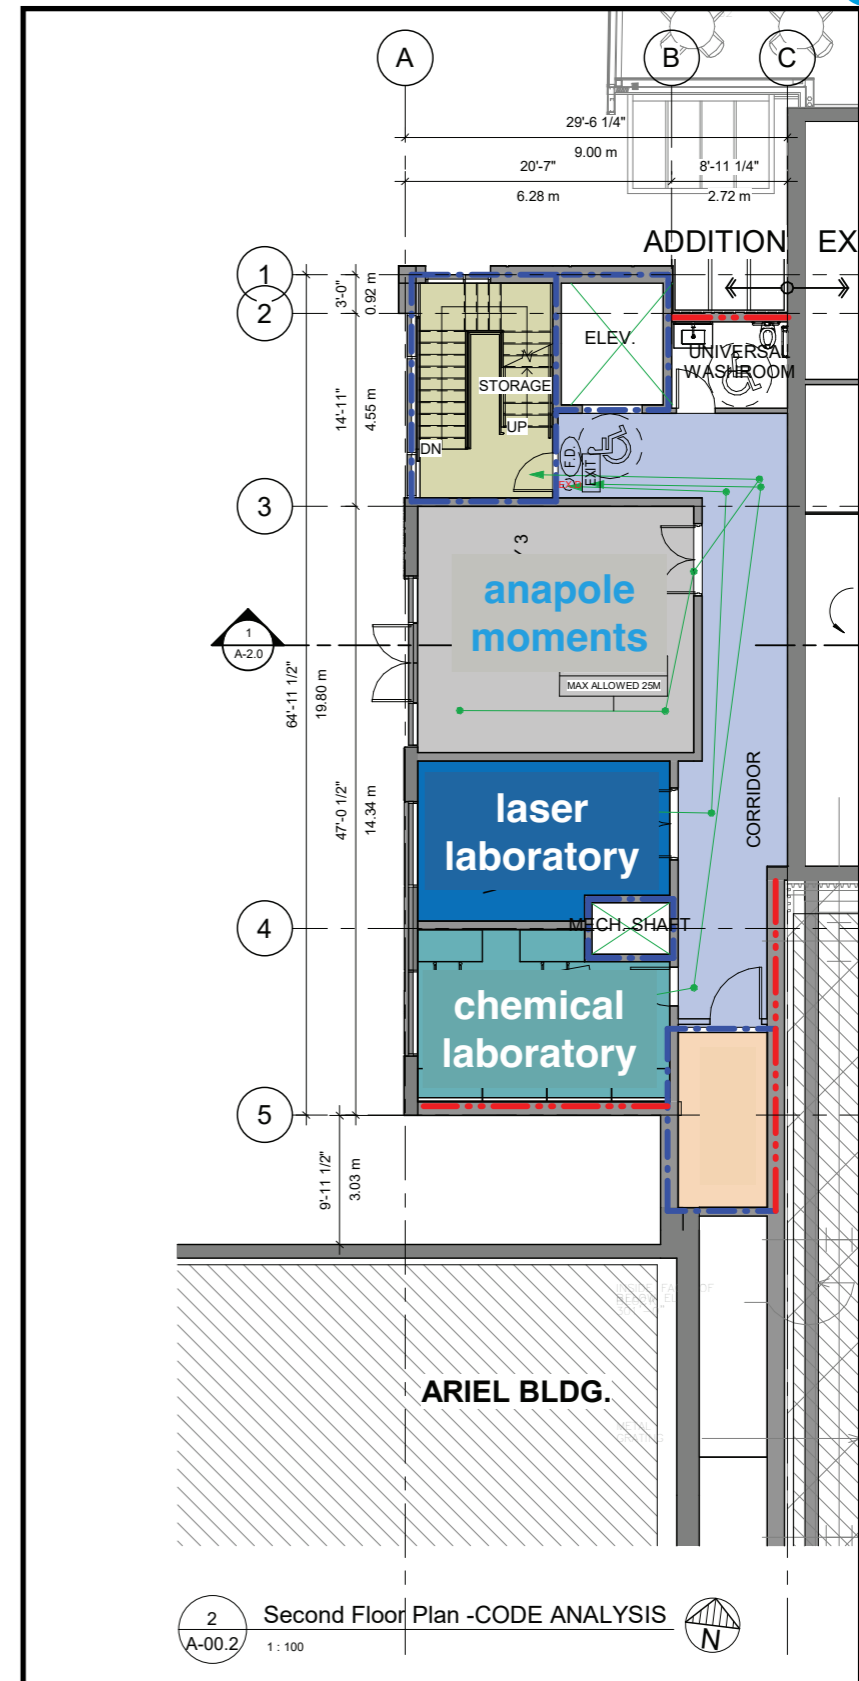 A
B
C
29'-6 1/4"
9.00 m
20'-7"
8'-11 1/4"
6.28 m
2.72 m
ADDITION
EX
1
2
3'-0"
0.92 m
ELEV.
UNIVERSAL
WASHROOM
STORAGE
UP
DN
14'-11"
4.55 m
F.D.
EXIT
3
anapole
moments
1
A-2.0
MAX ALLOWED 25M
64'-11 1/2"
19.80 m
laser
laboratory
CORRIDOR
47'-0 1/2"
14.34 m
4
MECH. SHAFT
chemical
laboratory
5
9'-11 1/2"
3.03 m
METAL
GRATING
ARIEL BLDG.
2
A-00.2
Second Floor Plan -CODE ANALYSIS
1 : 100
N